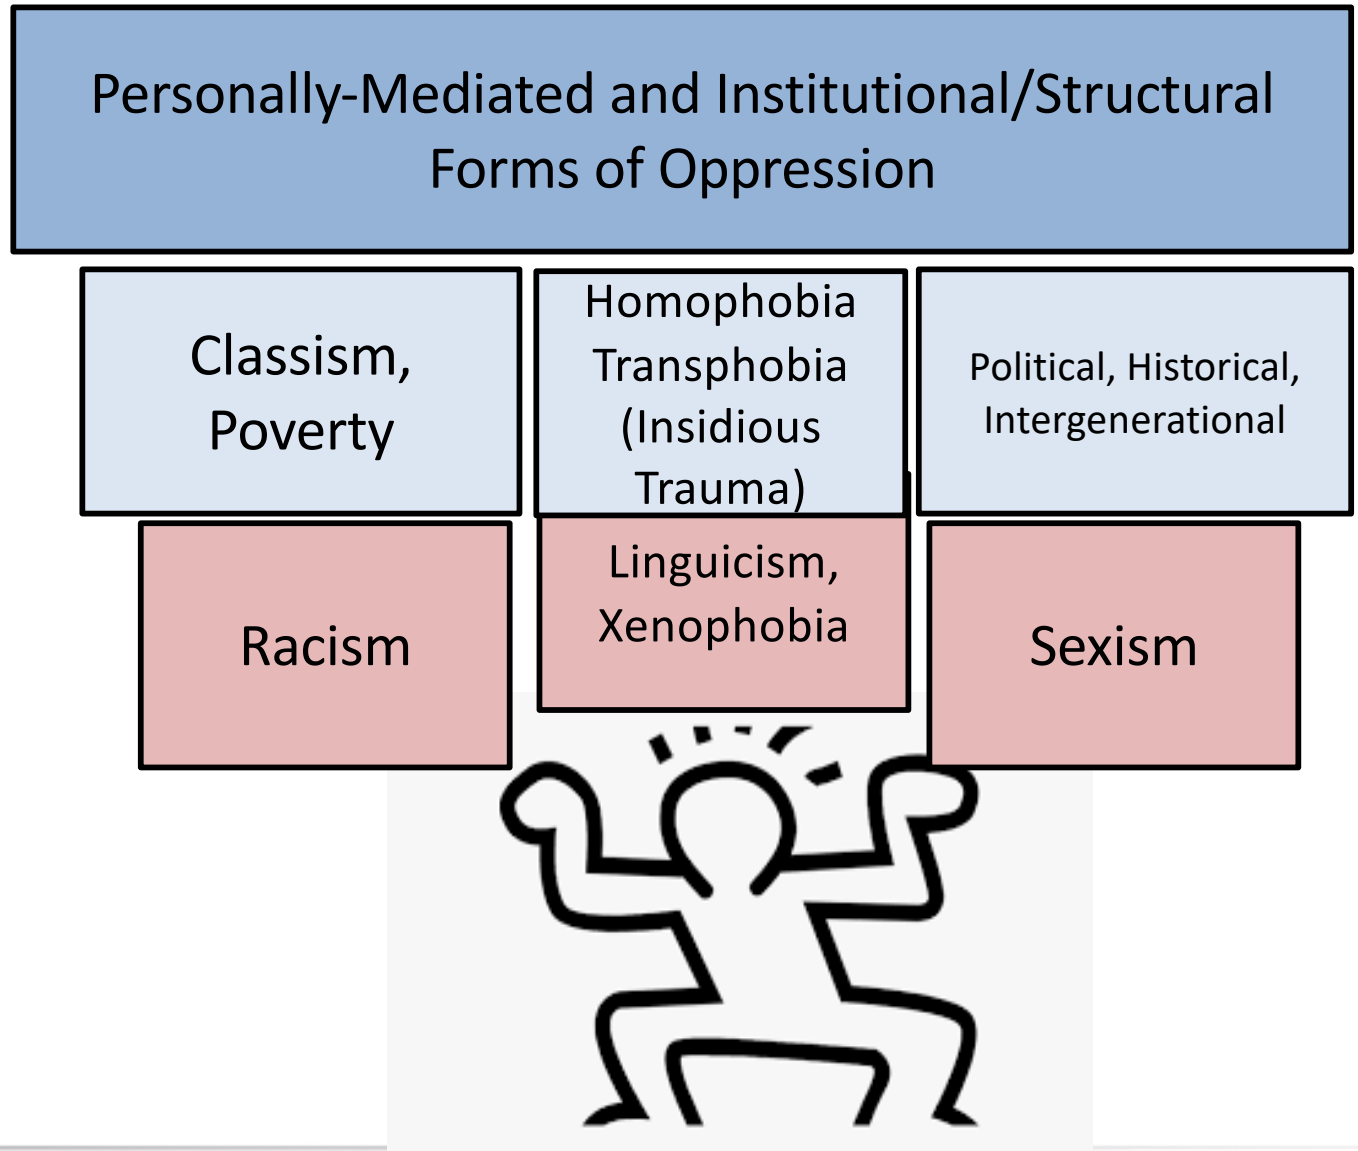 Personally-Mediated and Institutional/Structural
Forms of Oppression
Classism,
Poverty
Homophobia
Transphobia
(Insidious
Trauma)
Political, Historical,
Intergenerational
Racism
Linguicism,
Xenophobia
Sexism